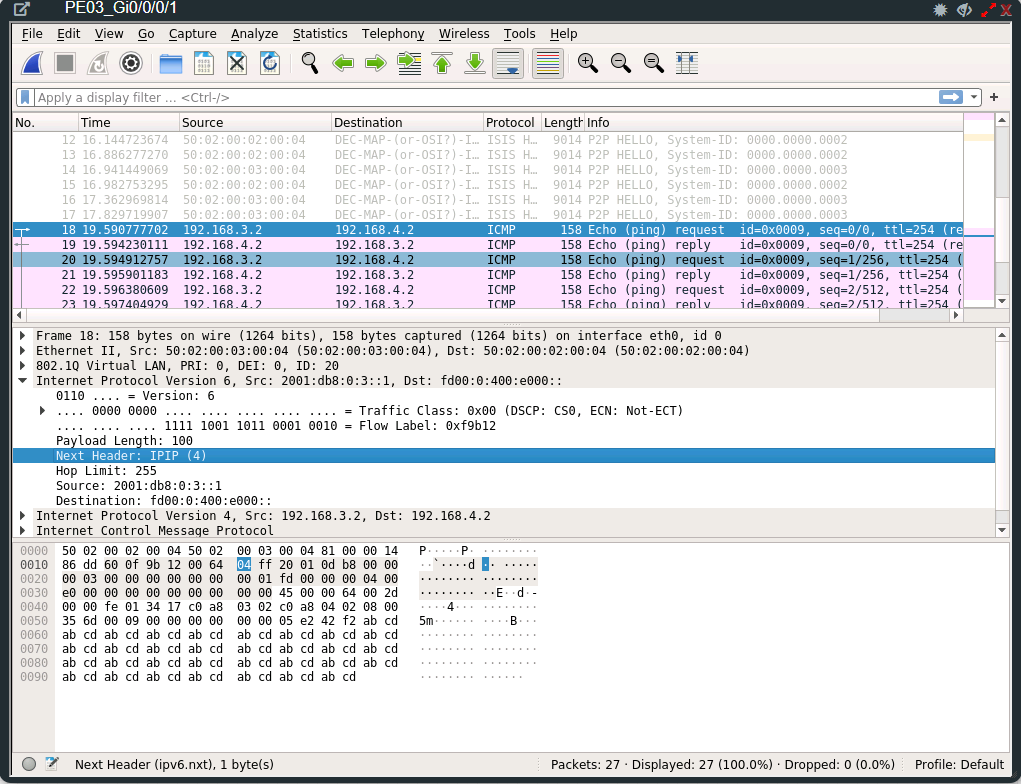 PE03_Gi0/0/0/1
File Edit View Go Capture Analyze Statistics Telephony Wireless Tools Help
Apply a display filter ... <Ctrl-/>
No. Time Source Destination Protocol Length Info
12 16.144723674 50:02:00:02:00:04 DEC-MAP-(or-OSI?)-I… ISIS H… 9014 P2P HELLO, System-ID: 0000.0000.0002
13 16.886277270 50:02:00:02:00:04 DEC-MAP-(or-OSI?)-I… ISIS H… 9014 P2P HELLO, System-ID: 0000.0000.0002
14 16.941449069 50:02:00:03:00:04 DEC-MAP-(or-OSI?)-I… ISIS H… 9014 P2P HELLO, System-ID: 0000.0000.0003
15 16.982753295 50:02:00:02:00:04 DEC-MAP-(or-OSI?)-I… ISIS H… 9014 P2P HELLO, System-ID: 0000.0000.0002
16 17.362969814 50:02:00:03:00:04 DEC-MAP-(or-OSI?)-I… ISIS H… 9014 P2P HELLO, System-ID: 0000.0000.0003
17 17.829719907 50:02:00:03:00:04 DEC-MAP-(or-OSI?)-I… ISIS H… 9014 P2P HELLO, System-ID: 0000.0000.0003
18 19.590777702 192.168.3.2 192.168.4.2 ICMP 158 Echo (ping) request id=0x0009, seq=0/0, ttl=254 (re
19 19.594230111 192.168.4.2 192.168.3.2 ICMP 158 Echo (ping) reply id=0x0009, seq=0/0, ttl=254 (re
20 19.594912757 192.168.3.2 192.168.4.2 ICMP 158 Echo (ping) request id=0x0009, seq=1/256, ttl=254 (
21 19.595901183 192.168.4.2 192.168.3.2 ICMP 158 Echo (ping) reply id=0x0009, seq=1/256, ttl=254 (
22 19.596380609 192.168.3.2 192.168.4.2 ICMP 158 Echo (ping) request id=0x0009, seq=2/512, ttl=254 (
23 19.597404929 192.168.4.2 192.168.3.2 ICMP 158 Echo (ping) reply id=0x0009, seq=2/512, ttl=254 (
Frame 18: 158 bytes on wire (1264 bits), 158 bytes captured (1264 bits) on interface eth0, id 0
Ethernet II, Src: 50:02:00:03:00:04 (50:02:00:03:00:04), Dst: 50:02:00:02:00:04 (50:02:00:02:00:04)
802.1Q Virtual LAN, PRI: 0, DEI: 0, ID: 20
Internet Protocol Version 6, Src: 2001:db8:0:3::1, Dst: fd00:0:400:e000::
0110 .... = Version: 6
.... 0000 0000 .... .... .... .... .... = Traffic Class: 0x00 (DSCP: CS0, ECN: Not-ECT)
.... .... .... 1111 1001 1011 0001 0010 = Flow Label: 0xf9b12
Payload Length: 100
Next Header: IPIP (4)
Hop Limit: 255
Source: 2001:db8:0:3::1
Destination: fd00:0:400:e000::
Internet Protocol Version 4, Src: 192.168.3.2, Dst: 192.168.4.2
Internet Control Message Protocol
0000 50 02 00 02 00 04 50 02 00 03 00 04 81 00 00 14 P·····P· ········
0010 86 dd 60 0f 9b 12 00 64 04 ff 20 01 0d b8 00 00 ··`····d ·· ·····
0020 00 03 00 00 00 00 00 00 00 01 fd 00 00 00 04 00 ········ ········
0030 e0 00 00 00 00 00 00 00 00 00 45 00 00 64 00 2d ········ ··E··d·-
0040 00 00 fe 01 34 17 c0 a8 03 02 c0 a8 04 02 08 00 ····4··· ········
0050 35 6d 00 09 00 00 00 00 00 00 05 e2 42 f2 ab cd 5m······ ····B···
0060 ab cd ab cd ab cd ab cd ab cd ab cd ab cd ab cd ········ ········
0070 ab cd ab cd ab cd ab cd ab cd ab cd ab cd ab cd ········ ········
0080 ab cd ab cd ab cd ab cd ab cd ab cd ab cd ab cd ········ ········
0090 ab cd ab cd ab cd ab cd ab cd ab cd ab cd ········ ······
Next Header (ipv6.nxt), 1 byte(s) Packets: 27 · Displayed: 27 (100.0%) · Dropped: 0 (0.0%) Profile: Default